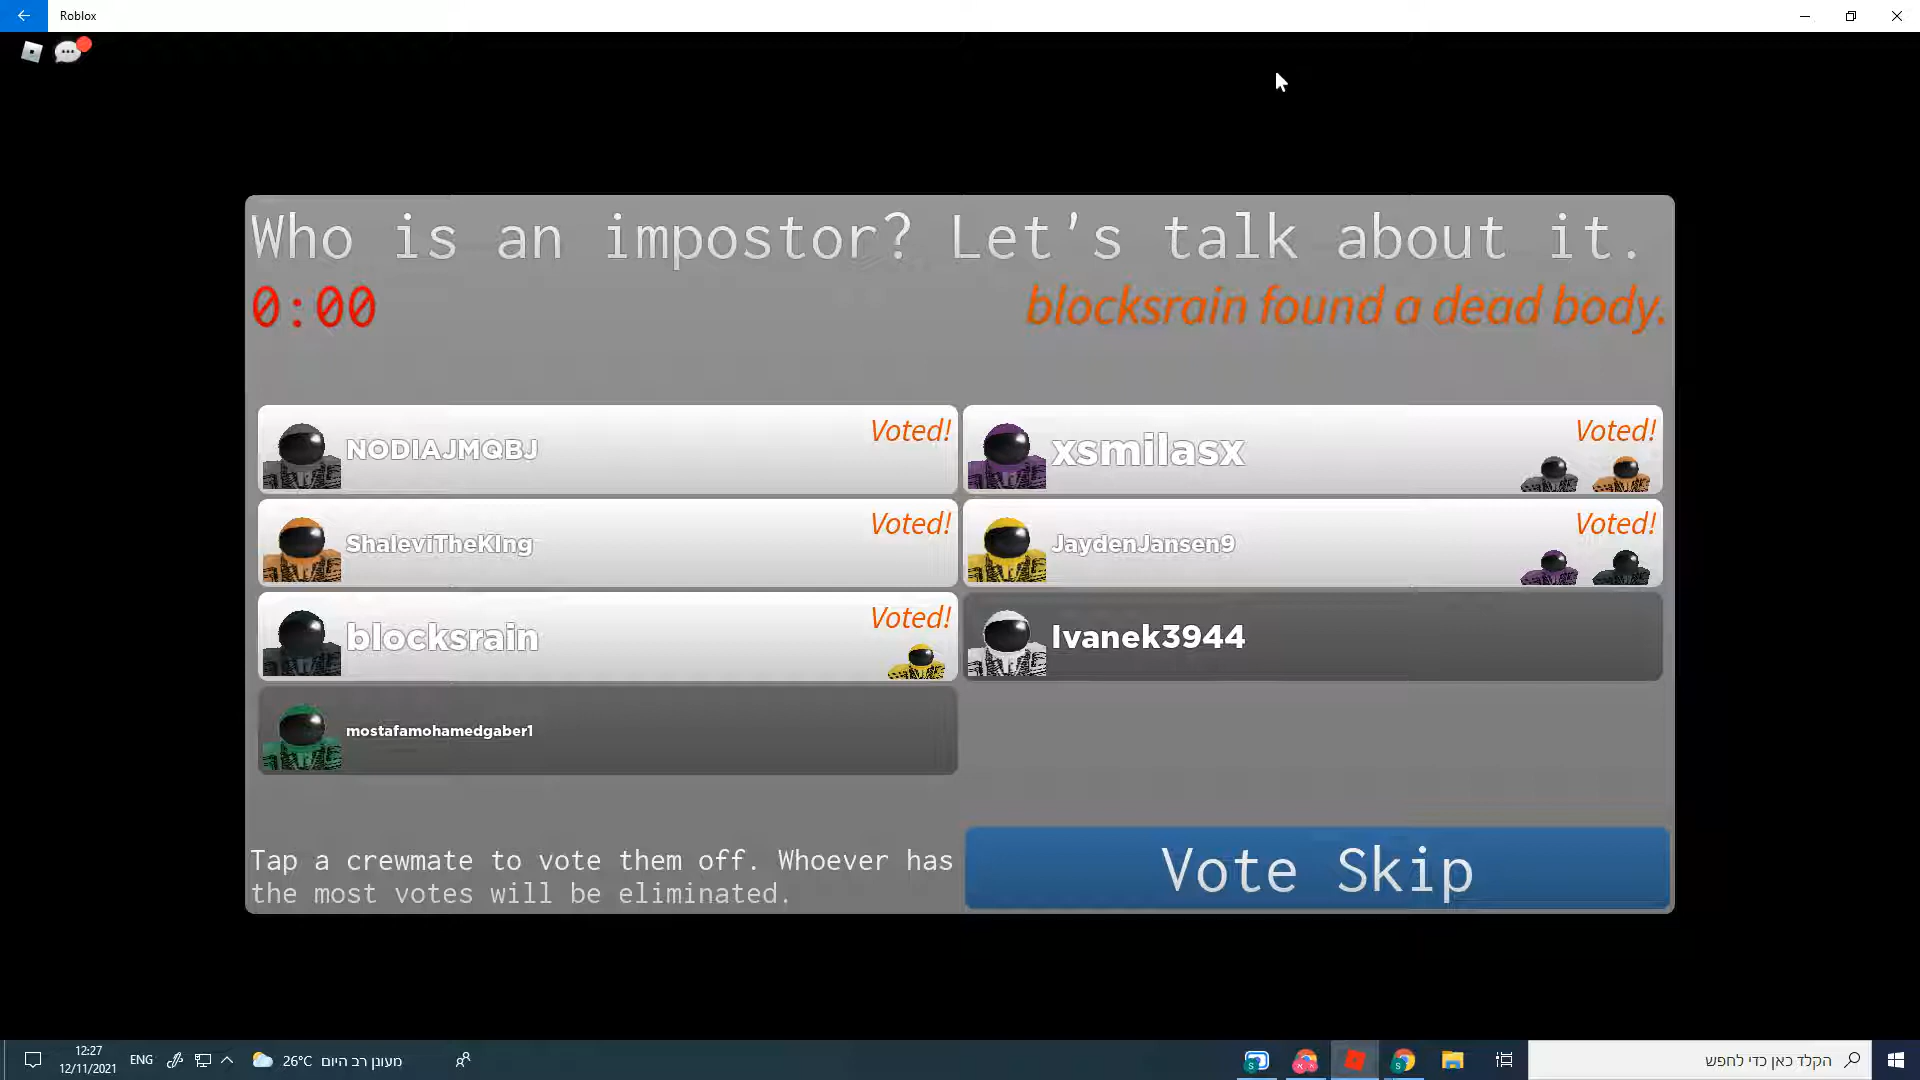 Roblox
Who is an impostor? Let's talk about it.
0:00
blocksrain found a dead body.
NODIAJMQBJ
Voted!
xsmilasx
Voted!
ShaleviTheKIng
Voted!
JaydenJansen9
Voted!
blocksrain
Voted!
Ivanek3944
mostafamohamedgaber1
Tap a crewmate to vote them off. Whoever has
the most votes will be eliminated.
Vote Skip
12:27
12/11/2021
ENG
26°C
מעונן רב היום
הקלד כאן כדי לחפש